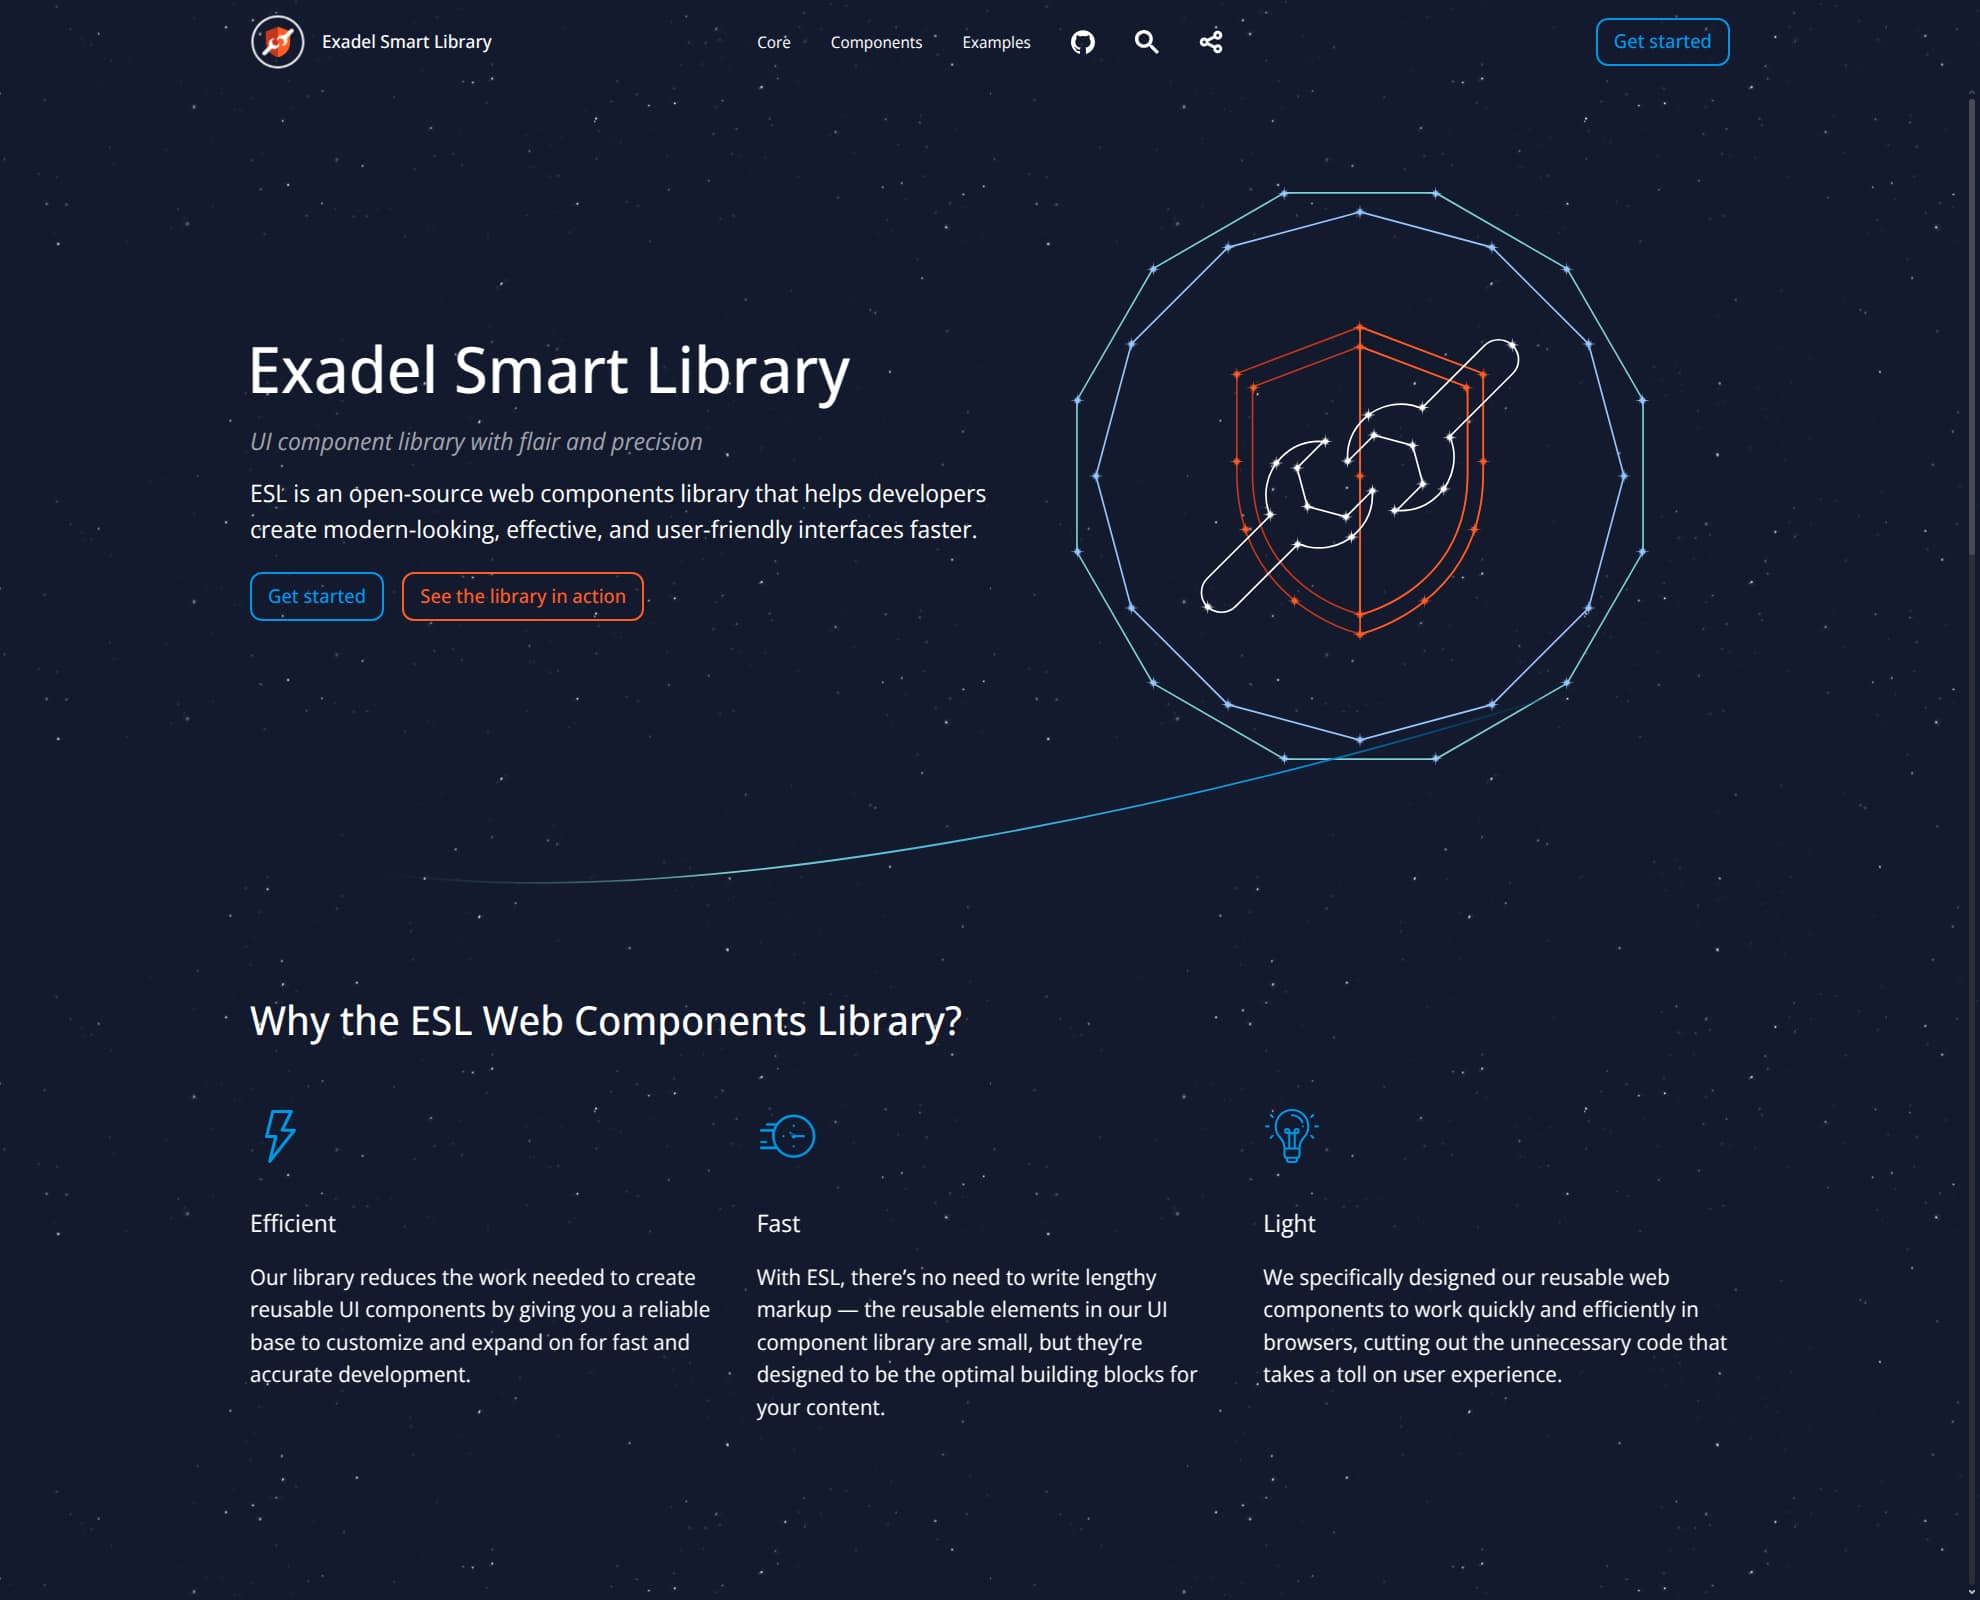 Exadel Smart Library
Core
Components
Examples
Get started
Exadel Smart Library
UI component library with flair and precision
ESL is an open-source web components library that helps developers
create modern-looking, effective, and user-friendly interfaces faster.
Get started
See the library in action
Why the ESL Web Components Library?
Efficient
Our library reduces the work needed to create
reusable UI components by giving you a reliable
base to customize and expand on for fast and
accurate development.
Fast
With ESL, there’s no need to write lengthy
markup — the reusable elements in our UI
component library are small, but they’re
designed to be the optimal building blocks for
your content.
Light
We specifically designed our reusable web
components to work quickly and efficiently in
browsers, cutting out the unnecessary code that
takes a toll on user experience.